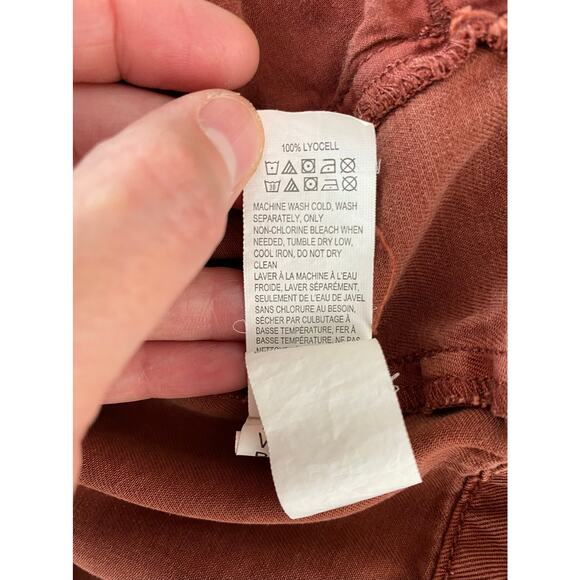 100% LYOCELL
MACHINE WASH COLD, WASH
SEPARATELY, ONLY
NON-CHLORINE BLEACH WHEN
NEEDED, TUMBLE DRY LOW,
COOL IRON, DO NOT DRY
CLEAN
LAVER À LA MACHINE À L'EAU
FROIDE, LAVER SÉPARÉMENT,
SEULEMENT DE L'EAU DE JAVEL
SANS CHLORURE AU BESOIN,
SÉCHER PAR CULBUTAGE À
BASSE TEMPÉRATURE, FER À
BASSE TEMPÉRATURE, NE PAS